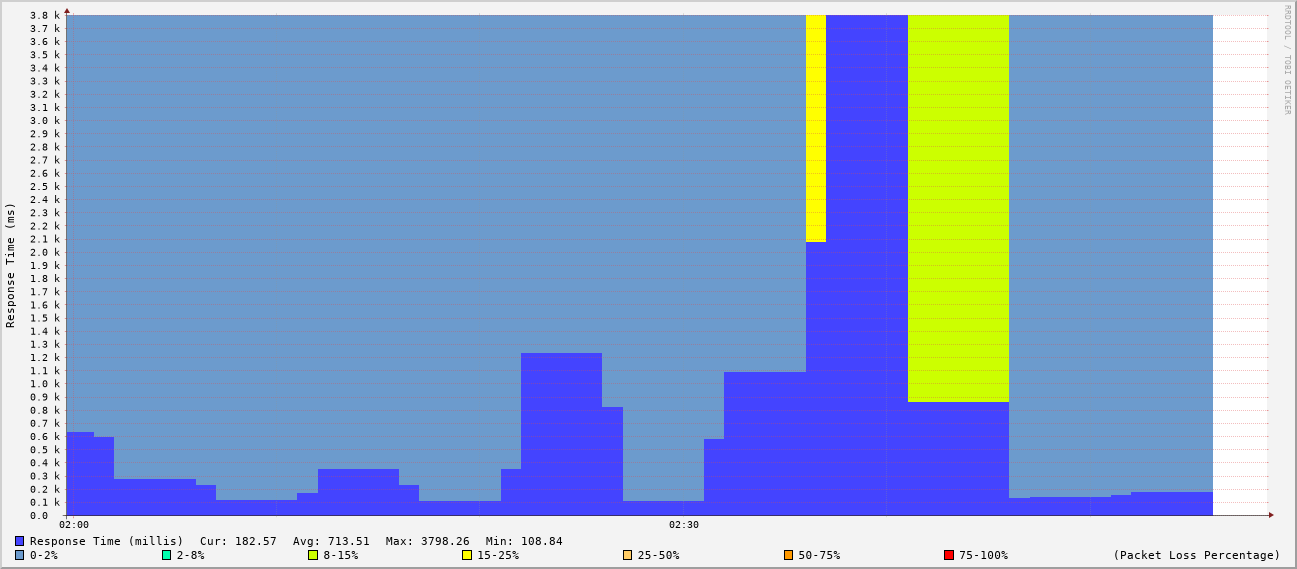 RRDTOOL / TOBI OETIKER
Response Time (ms)
3.8 k
3.7 k
3.6 k
3.5 k
3.4 k
3.3 k
3.2 k
3.1 k
3.0 k
2.9 k
2.8 k
2.7 k
2.6 k
2.5 k
2.4 k
2.3 k
2.2 k
2.1 k
2.0 k
1.9 k
1.8 k
1.7 k
1.6 k
1.5 k
1.4 k
1.3 k
1.2 k
1.1 k
1.0 k
0.9 k
0.8 k
0.7 k
0.6 k
0.5 k
0.4 k
0.3 k
0.2 k
0.1 k
0.0
02:00 02:30
Response Time (millis) Cur: 182.57 Avg: 713.51 Max: 3798.26 Min: 108.84
0-2% 2-8% 8-15% 15-25% 25-50% 50-75% 75-100% (Packet Loss Percentage)